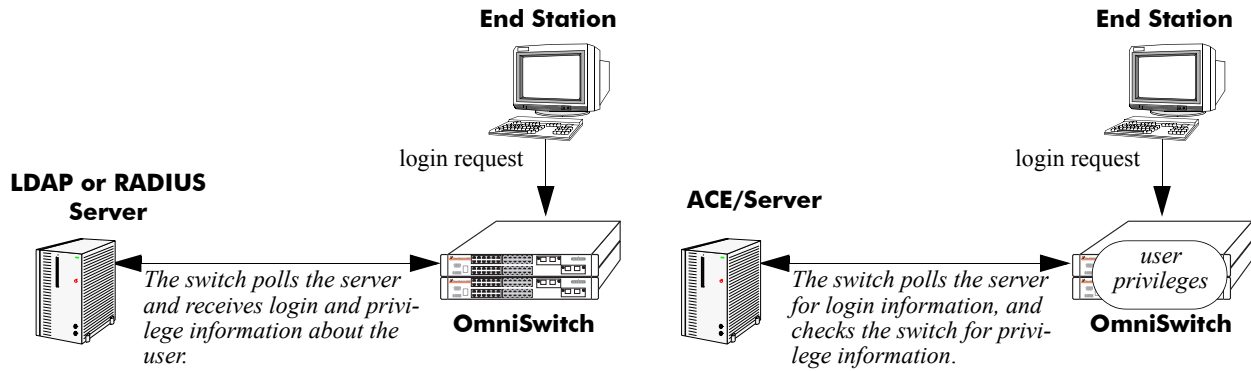 End Station
login request
LDAP or RADIUS
Server
The switch polls the server
and receives login and privi-
lege information about the
user.
OmniSwitch
End Station
login request
ACE/Server
The switch polls the server
for login information, and
checks the switch for privi-
lege information.
user
privileges
OmniSwitch